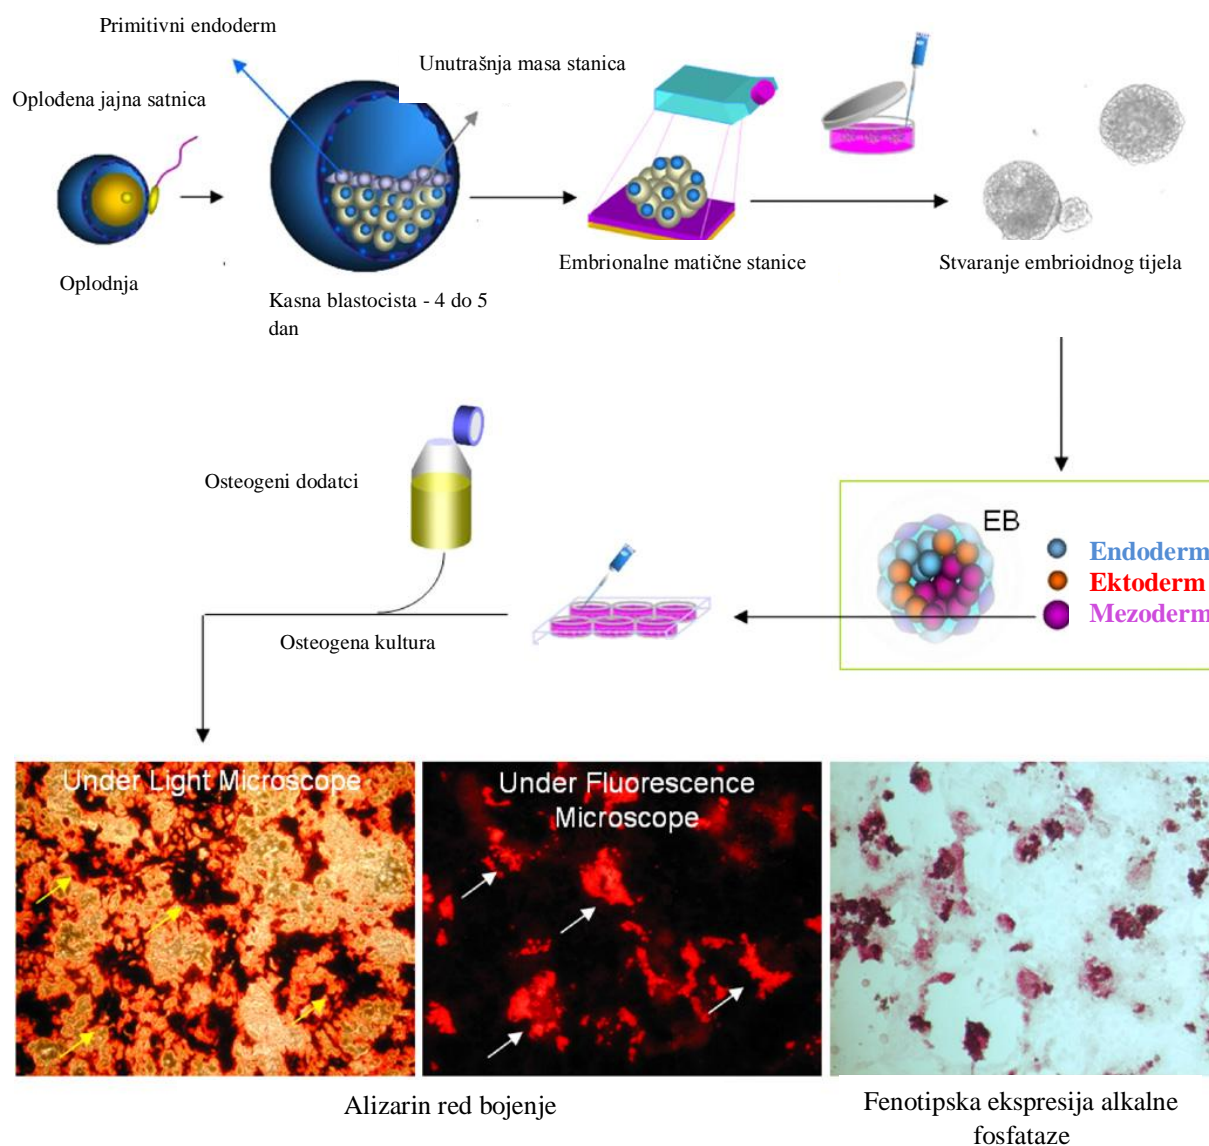 Primitivni endoderm
Unutrašnja masa stanica
Oplođena jajna satnica
Oplodnja
Kasna blastocista - 4 do 5
dan
Embrionalne matične stanice
Stvaranje embrioidnog tijela
Osteogeni dodatci
Osteogena kultura
EB
Endoderm
Ektoderm
Mezoderm
Under Light Microscope
Under Fluorescence
Microscope
Alizarin red bojenje
Fenotipska ekspresija alkalne
fosfataze